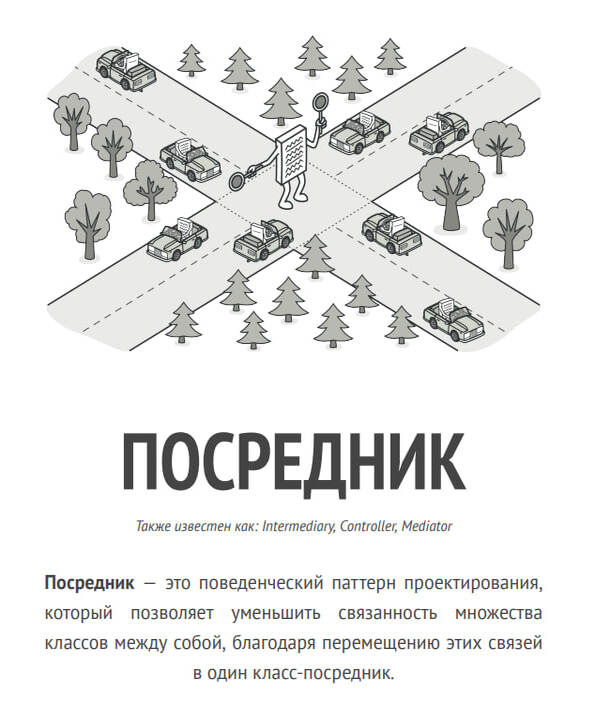 ПОСРЕДНИК
Также известен как: Intermediary, Controller, Mediator
Посредник — это поведенческий паттерн проектирования,
который позволяет уменьшить связанность множества
классов между собой, благодаря перемещению этих связей
в один класс-посредник.